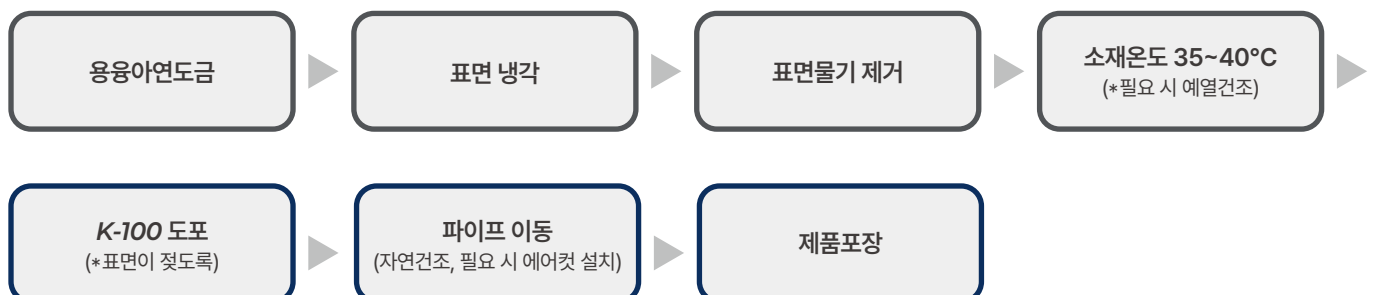 용융아연도금
표면 냉각
표면물기 제거
소재온도 35~40°C
(*필요 시 예열건조)
K-100 도포
(*표면이 젖도록)
파이프 이동
(자연건조, 필요 시 에어컷 설치)
제품포장